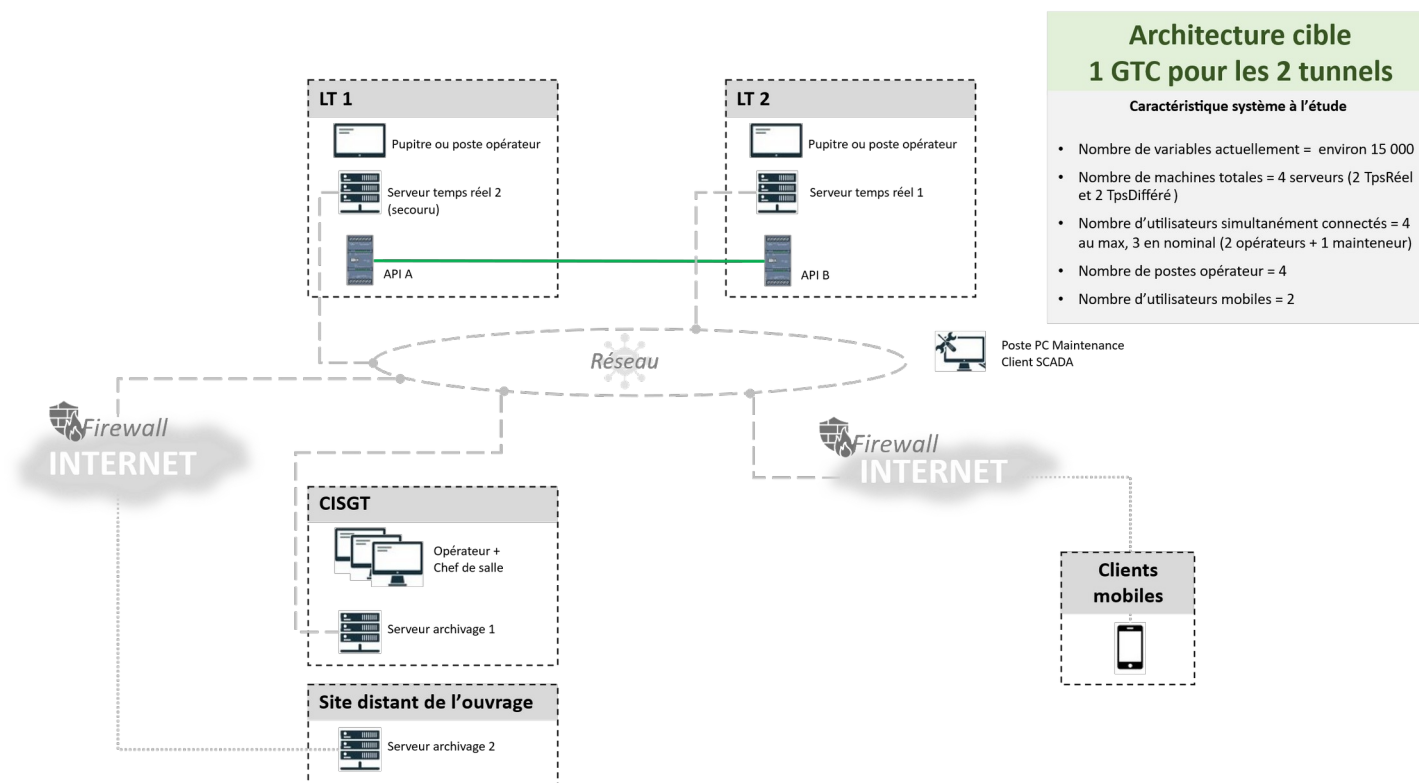 Architecture cible
1 GTC pour les 2 tunnels
Caractéristique système à l'étude
• Nombre de variables actuellement = environ 15 000
• Nombre de machines totales = 4 serveurs (2 TpsRéel
et 2 TpsDifféré )
• Nombre d'utilisateurs simultanément connectés = 4
au max, 3 en nominal (2 opérateurs + 1 mainteneur)
• Nombre de postes opérateur = 4
• Nombre d'utilisateurs mobiles = 2
LT 1
Pupitre ou poste opérateur
Serveur temps réel 2
(secouru)
API A
LT 2
Pupitre ou poste opérateur
Serveur temps réel 1
API B
Réseau
Poste PC Maintenance
Client SCADA
Firewall
INTERNET
Firewall
INTERNET
CISGT
Opérateur +
Chef de salle
Serveur archivage 1
Clients
mobiles
Site distant de l'ouvrage
Serveur archivage 2